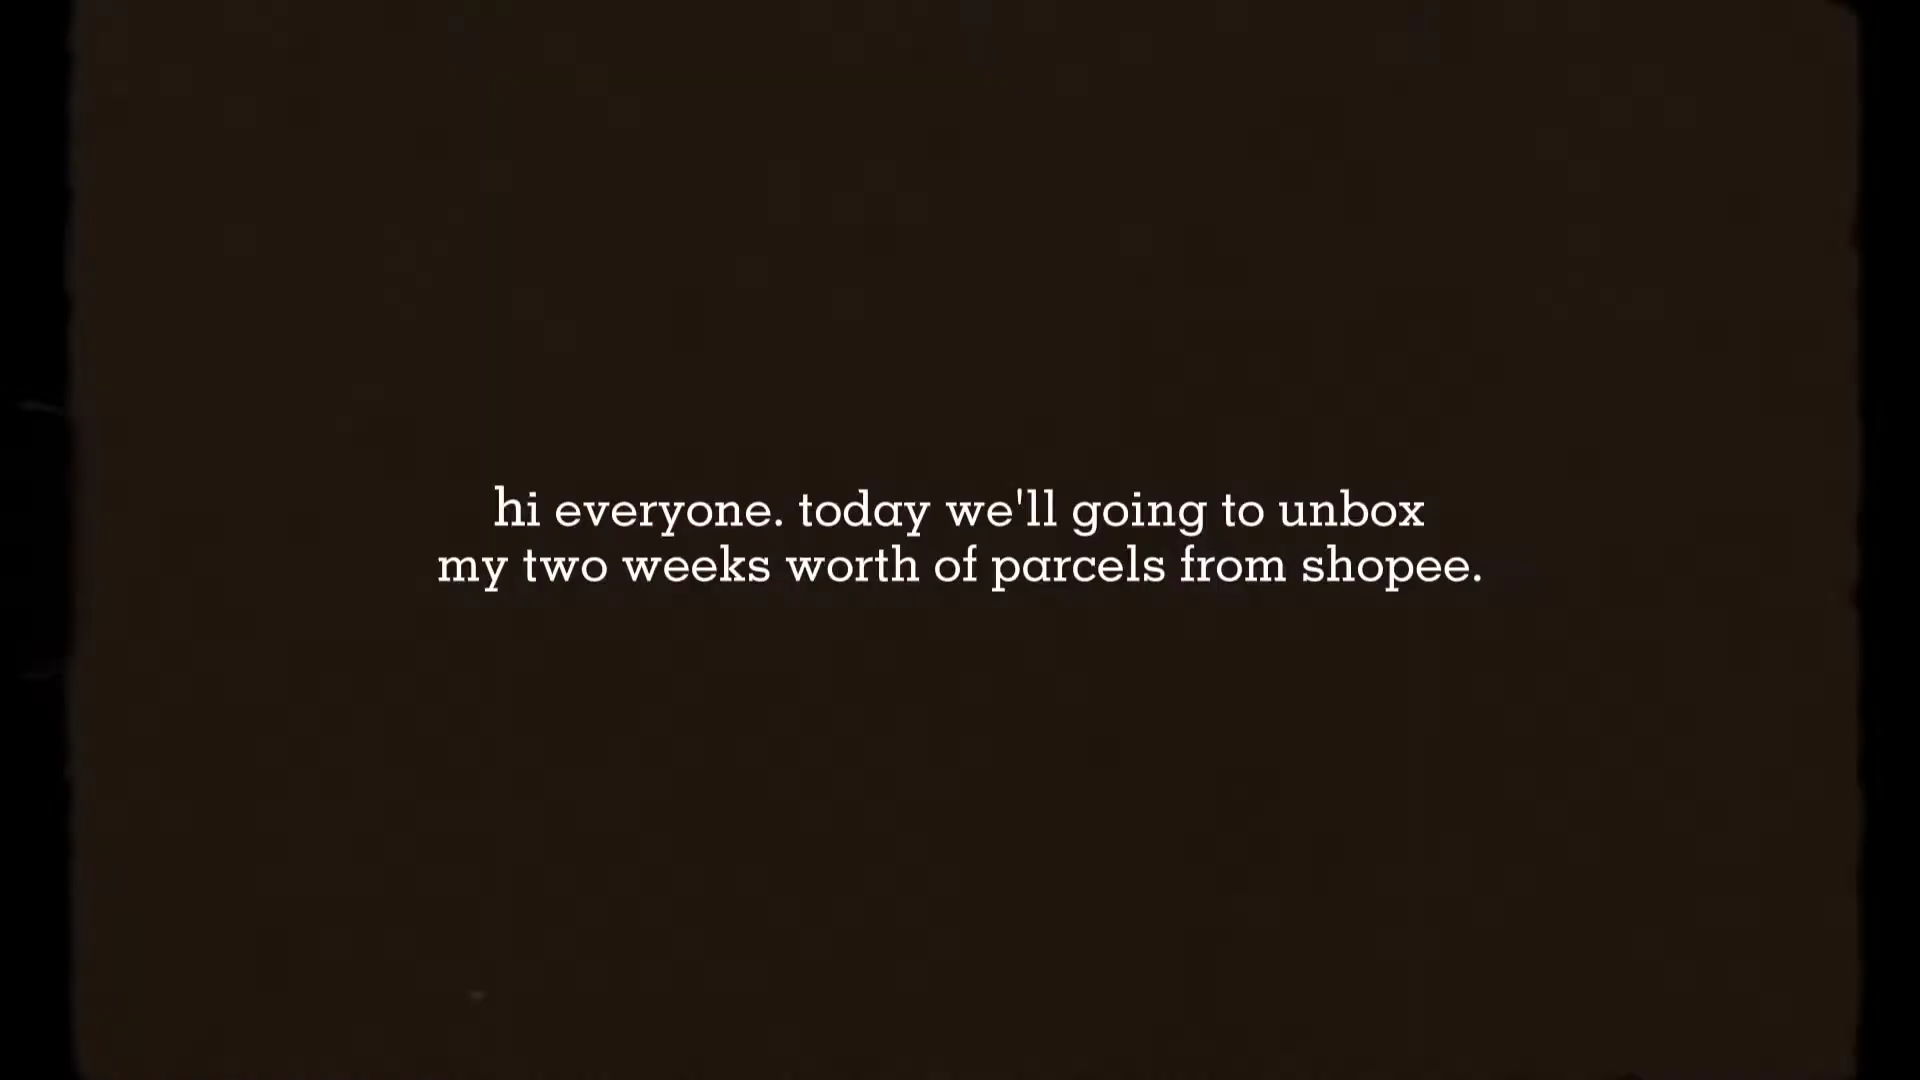 hi everyone. today we'll going to unbox
my two weeks worth of parcels from shopee.